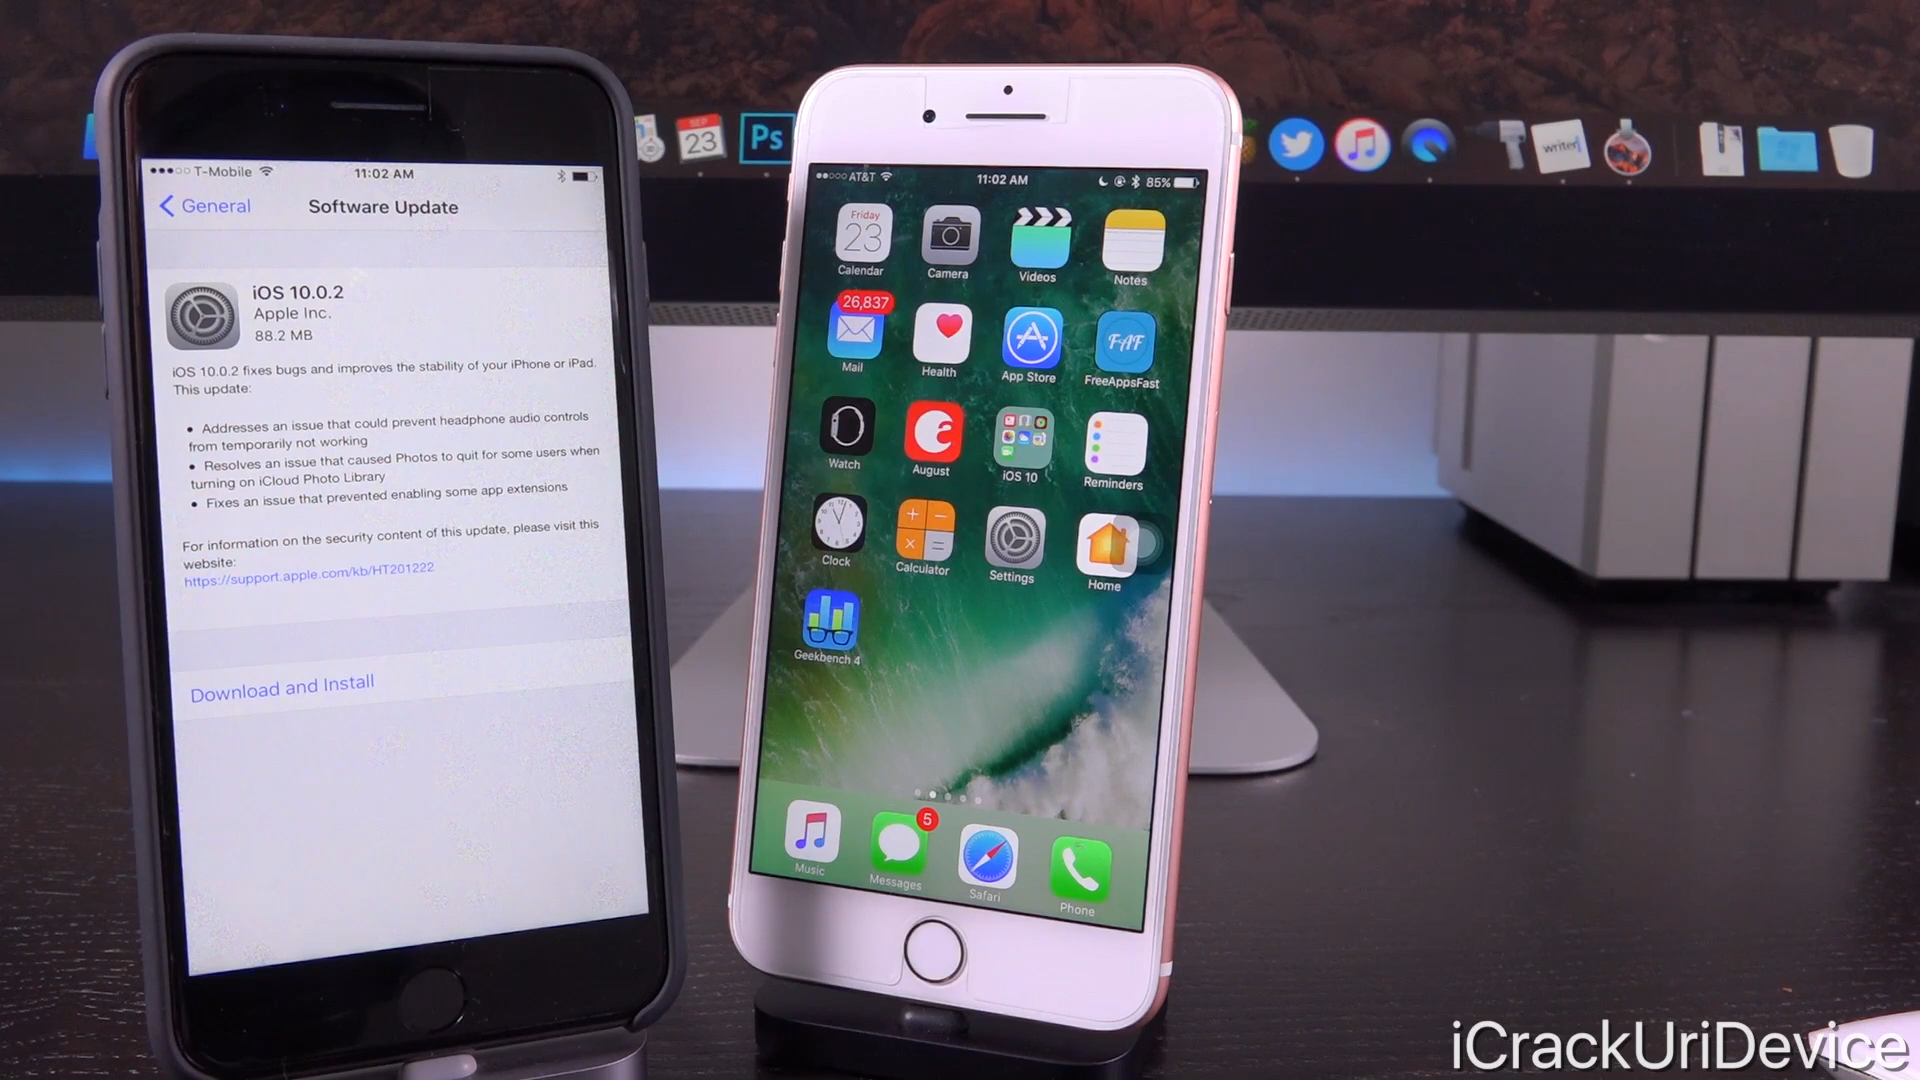 SEP
23
Ps
writer
T-Mobile
11:02 AM
General
Software Update
iOS 10.0.2
Apple Inc.
88.2 MB
iOS 10.0.2 fixes bugs and improves the stability of your iPhone or iPad.
This update:
• Addresses an issue that could prevent headphone audio controls
from temporarily not working
• Resolves an issue that caused Photos to quit for some users when
turning on iCloud Photo Library
• Fixes an issue that prevented enabling some app extensions
For information on the security content of this update, please visit this
website:
https://support.apple.com/kb/HT201222
Download and Install
AT&T
11:02 AM
85%
Friday
23
Calendar
Camera
Videos
Notes
26,837
Mail
Health
App Store
FAF
FreeAppsFast
Watch
August
iOS 10
Reminders
Clock
Calculator
Settings
Home
Geekbench 4
5
Music
Messages
Safari
Phone
iCrackUriDevice